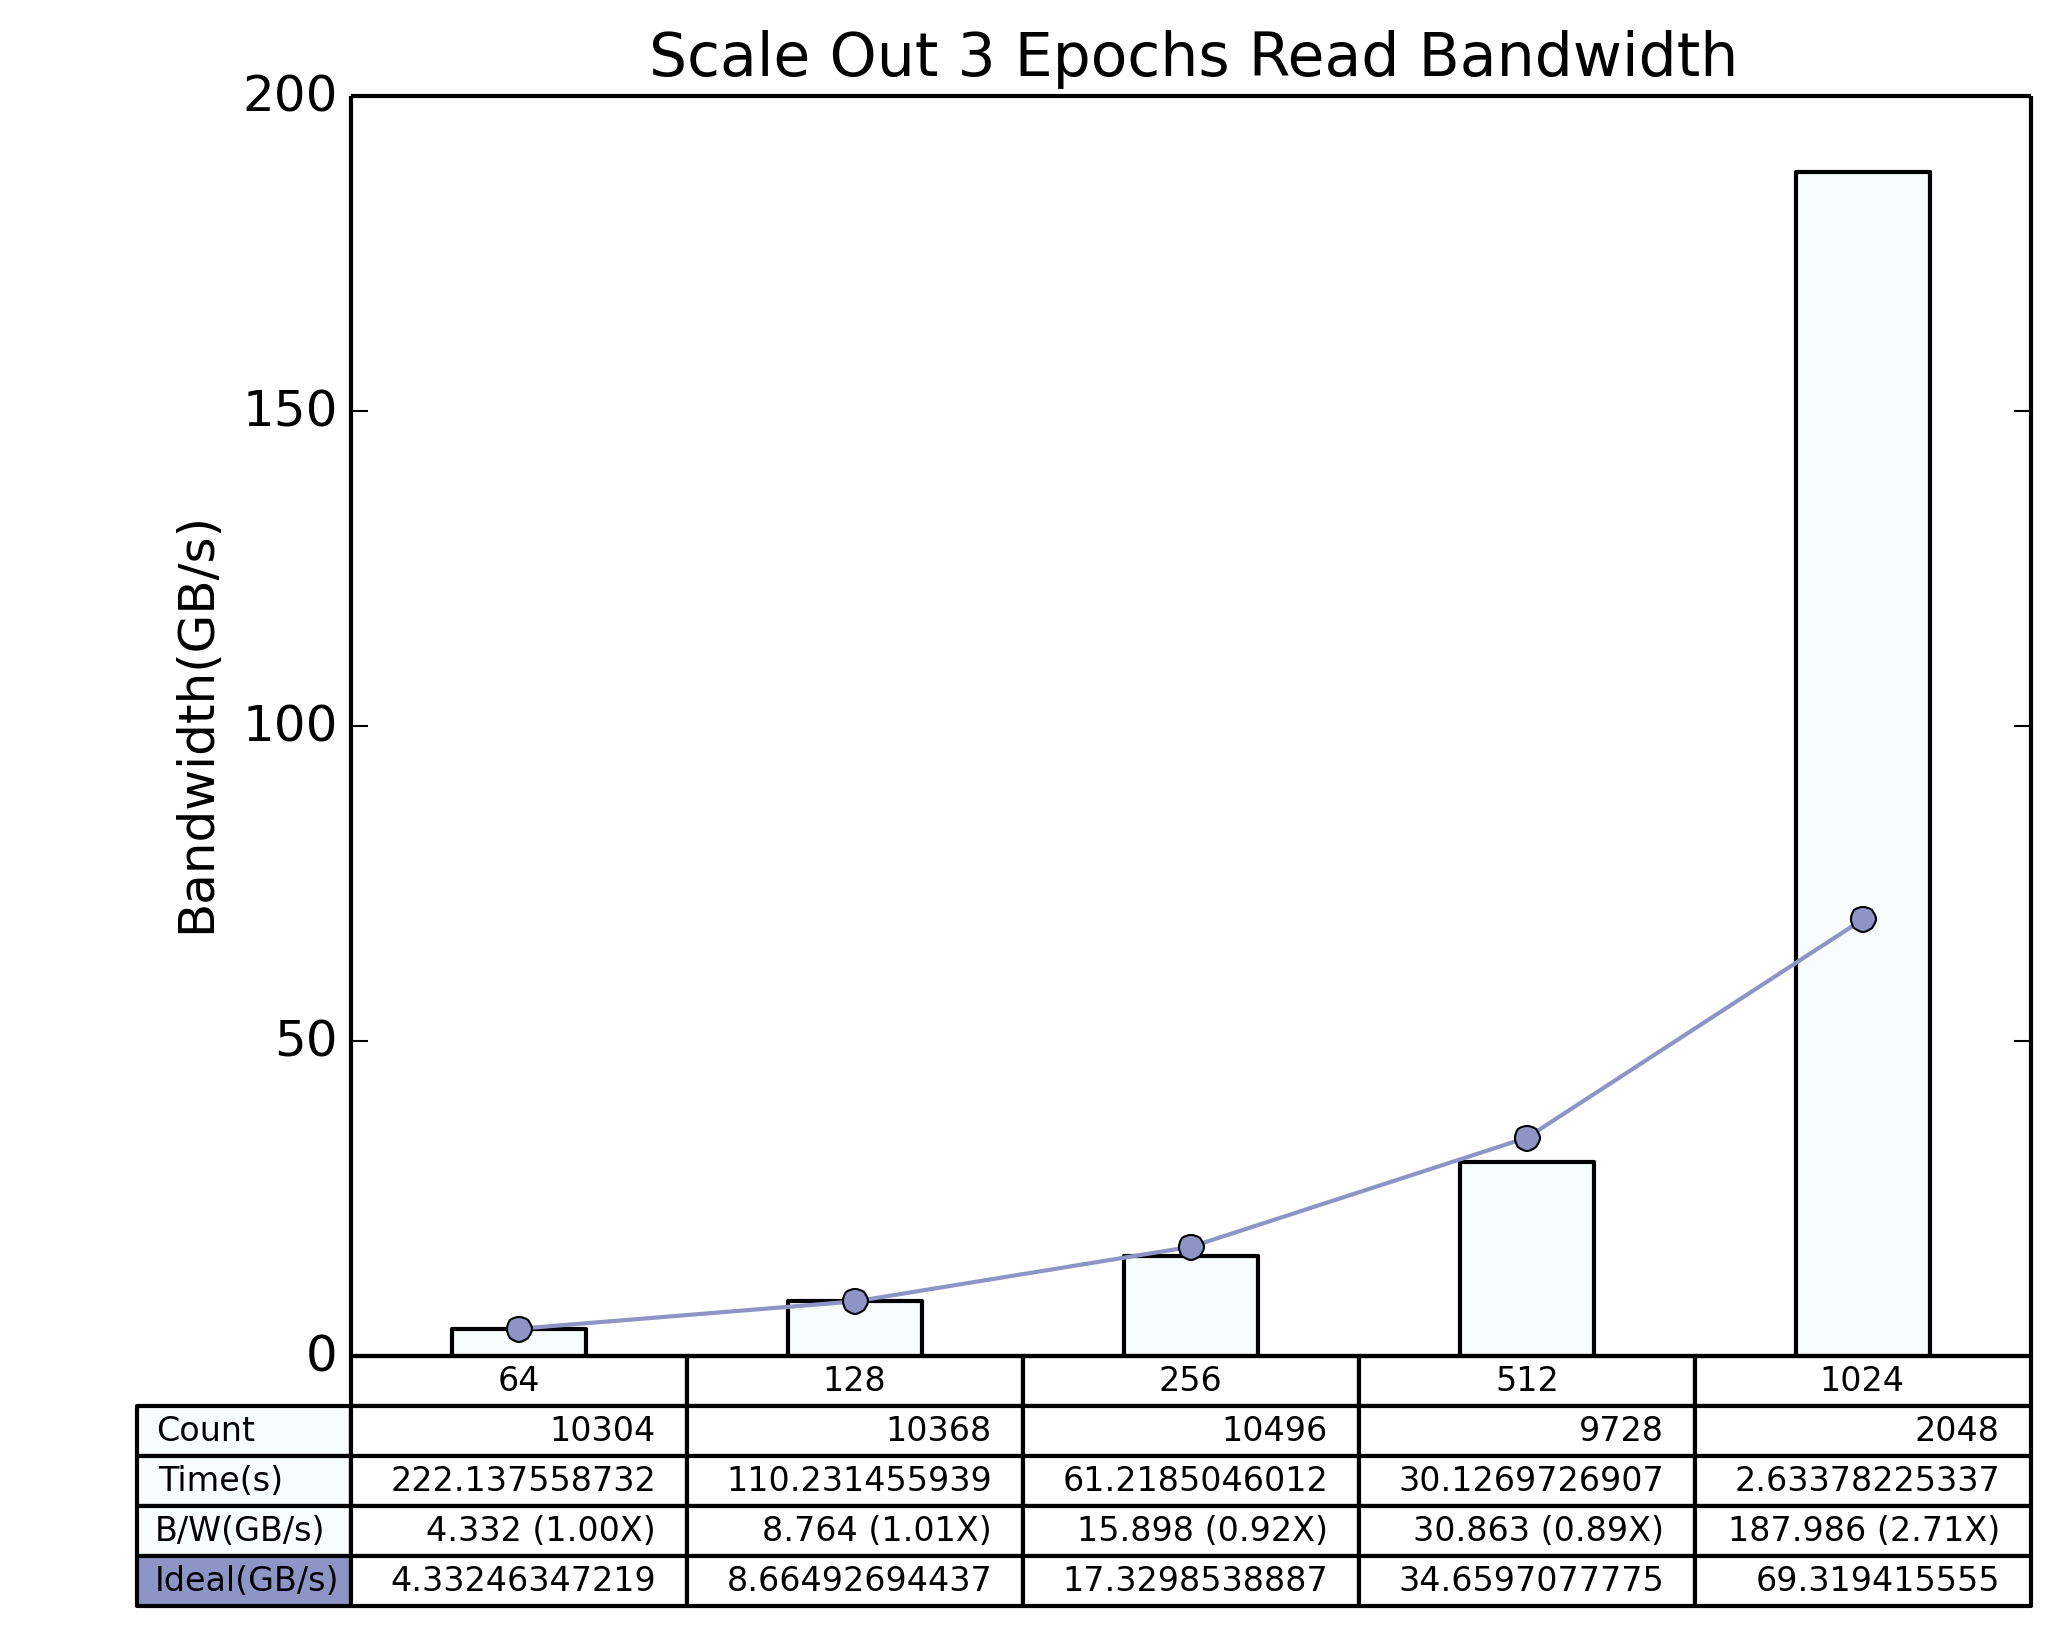 Scale Out 3 Epochs Read Bandwidth
200
150
100
50
0
Bandwidth(GB/s)
64 128 256 512 1024
Count 10304 10368 10496 9728 2048
Time(s) 222.137558732 110.231455939 61.2185046012 30.1269726907 2.63378225337
B/W(GB/s) 4.332 (1.00X) 8.764 (1.01X) 15.898 (0.92X) 30.863 (0.89X) 187.986 (2.71X)
Ideal(GB/s) 4.33246347219 8.66492694437 17.3298538887 34.6597077775 69.319415555